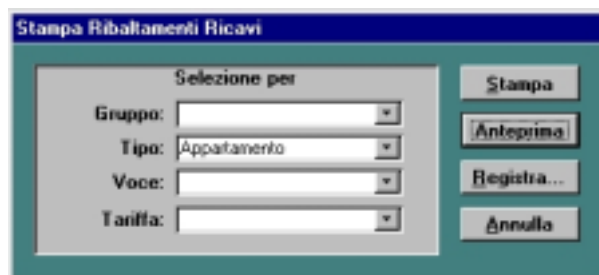 Stampa Ribaltamenti Ricavi
Selezione per
Gruppo:
Tipo: Appartamento
Voce:
Tariffa:
Stampa
Anteprima
Registra...
Annulla